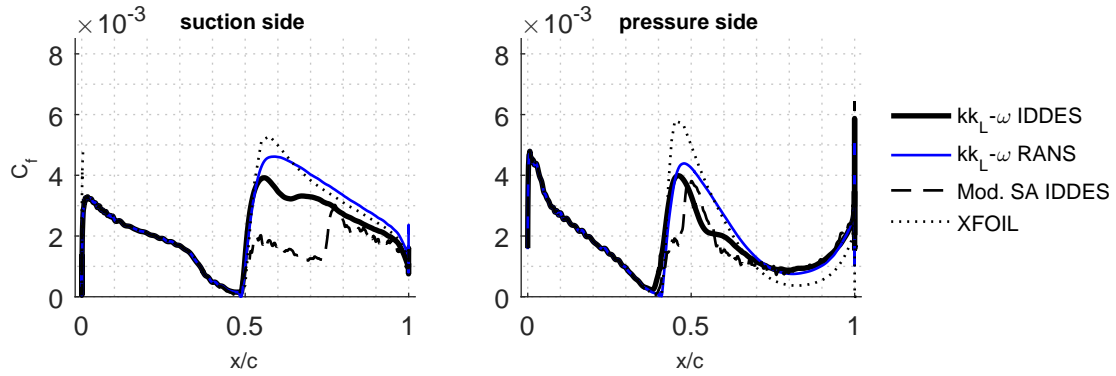 ×10⁻³
suction side
8
6
4
2
0
C_f
0
0.5
1
x/c
×10⁻³
pressure side
8
6
4
2
0
0
0.5
1
x/c
kk_L-ω IDDES
kk_L-ω RANS
Mod. SA IDDES
XFOIL